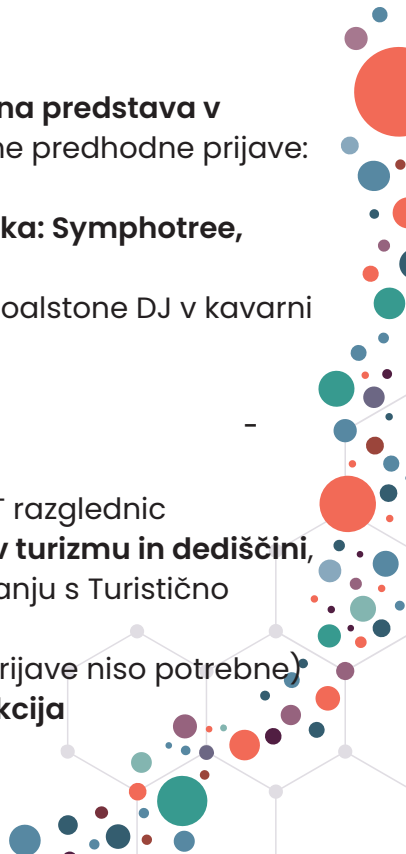 na predstava v
ne predhodne prijave:
ka: Symphotree,
oalstone DJ v kavarni
-
razglednic
v turizmu in dediščini,
anju s Turistično
rijave niso potrebne)
kcija